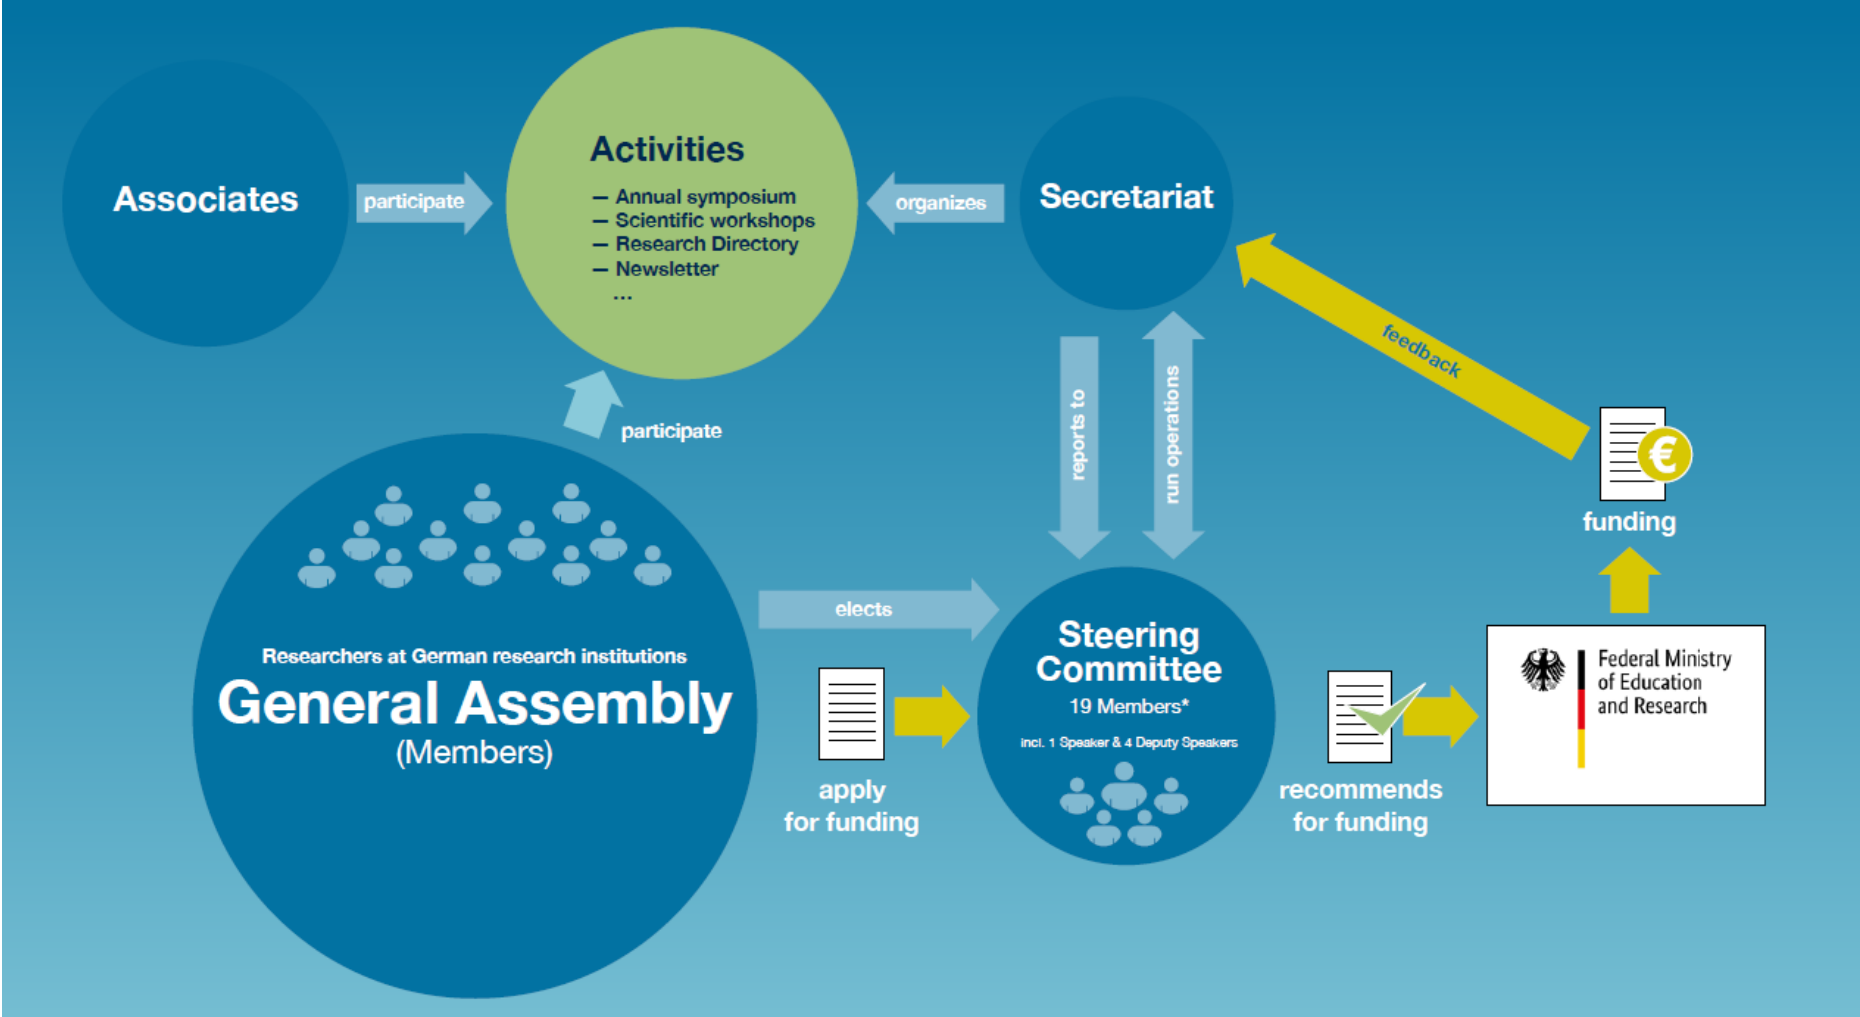 Associates
participate
Activities
– Annual symposium
– Scientific workshops
– Research Directory
– Newsletter
...
organizes
Secretariat
feedback
participate
reports to
run operations
€
funding
Researchers at German research institutions
General Assembly
(Members)
elects
apply
for funding
Steering
Committee
19 Members*
incl. 1 Speaker & 4 Deputy Speakers
recommends
for funding
Federal Ministry
of Education
and Research